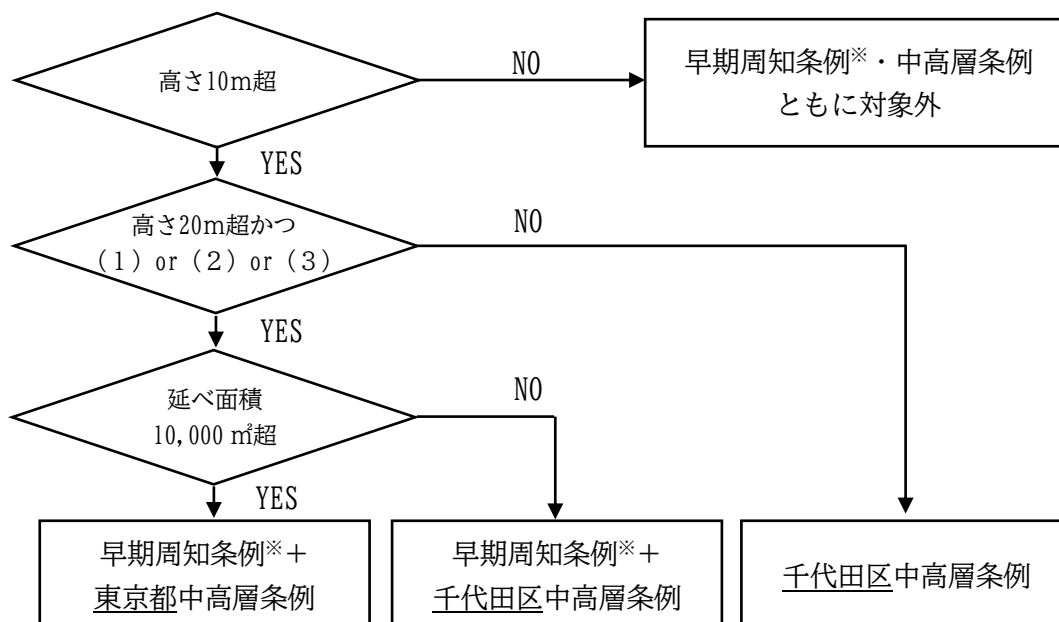 高さ10m超
NO
早期周知条例※・中高層条例
ともに対象外
YES
高さ20m超かつ
(1) or (2) or (3)
NO
YES
延べ面積
10,000 ㎡超
NO
YES
早期周知条例※+
東京都中高層条例
早期周知条例※+
千代田区中高層条例
千代田区中高層条例